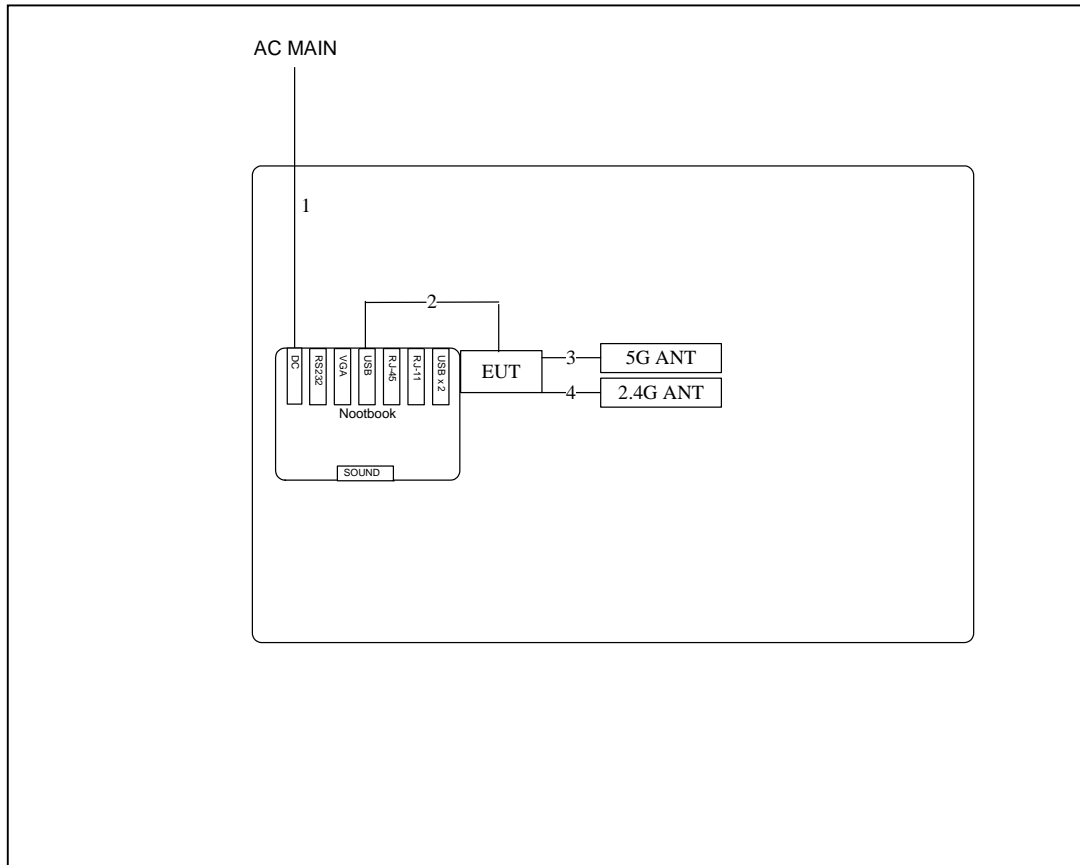 AC MAIN
1
2
DC
RS232
VGA
USB
RJ-45
RJ-11
USB x 2
EUT
3
5G ANT
4
2.4G ANT
Nootbook
SOUND